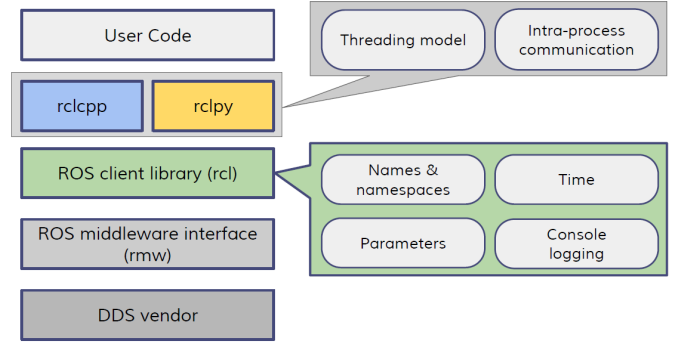 User Code
Threading model
Intra-process
communication
rclcpp
rclpy
ROS client library (rcl)
Names &
namespaces
Time
Parameters
Console
logging
ROS middleware interface
(rmw)
DDS vendor